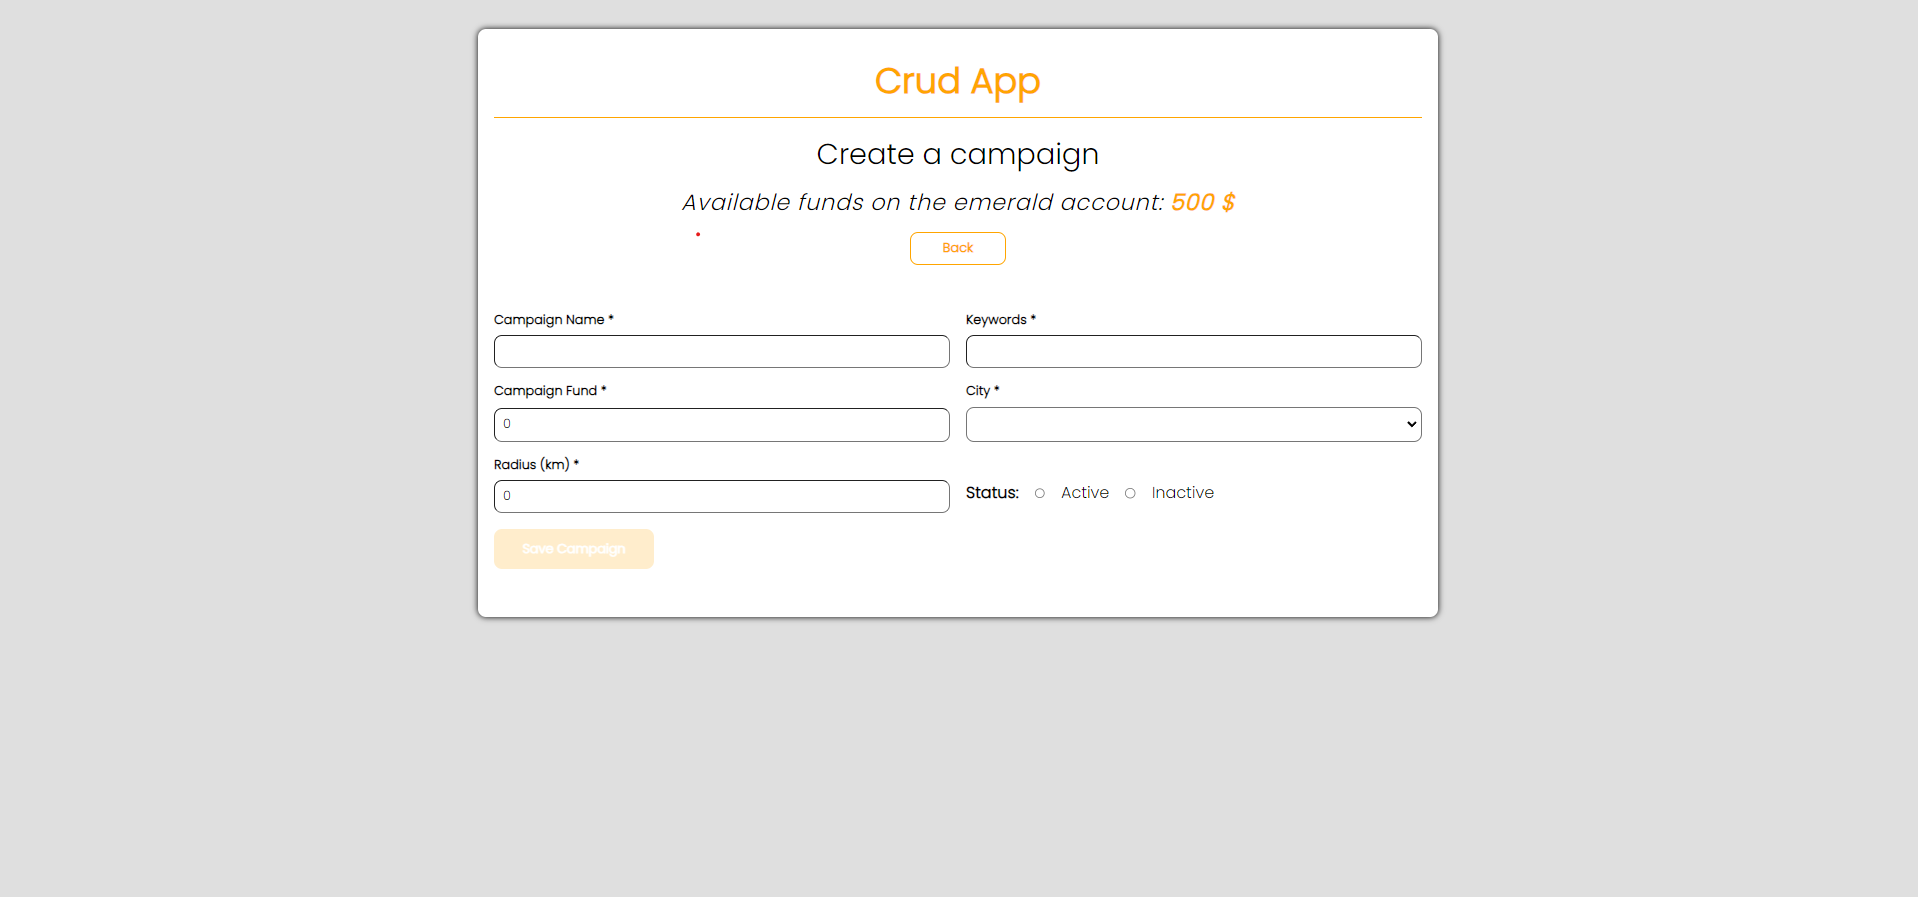 Crud App
Create a campaign
Available funds on the emerald account: 500 $
Back
Campaign Name *
Keywords *
Campaign Fund *
City *
0
Radius (km) *
0
Status: Active Inactive
Save Campaign